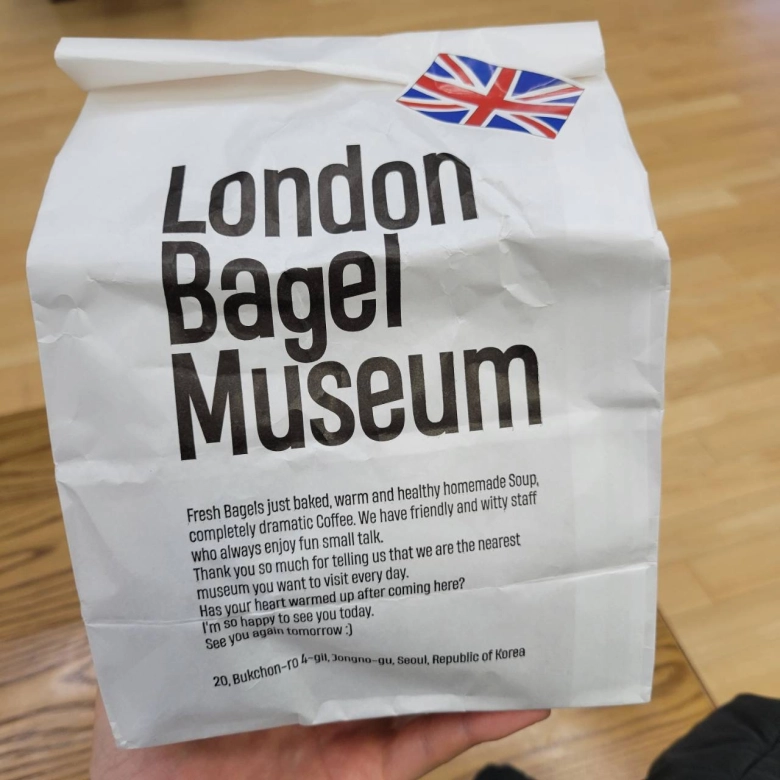 London
Bagel
Museum
Fresh Bagels just baked, warm and healthy homemade Soup,
completely dramatic Coffee. We have friendly and witty staff
who always enjoy fun small talk.
Thank you so much for telling us that we are the nearest
museum you want to visit every day.
Has your heart warmed up after coming here?
I'm so happy to see you today.
See you again tomorrow :)
20, Bukchon-ro 4-gil, Jongno-gu, Seoul, Republic of Korea